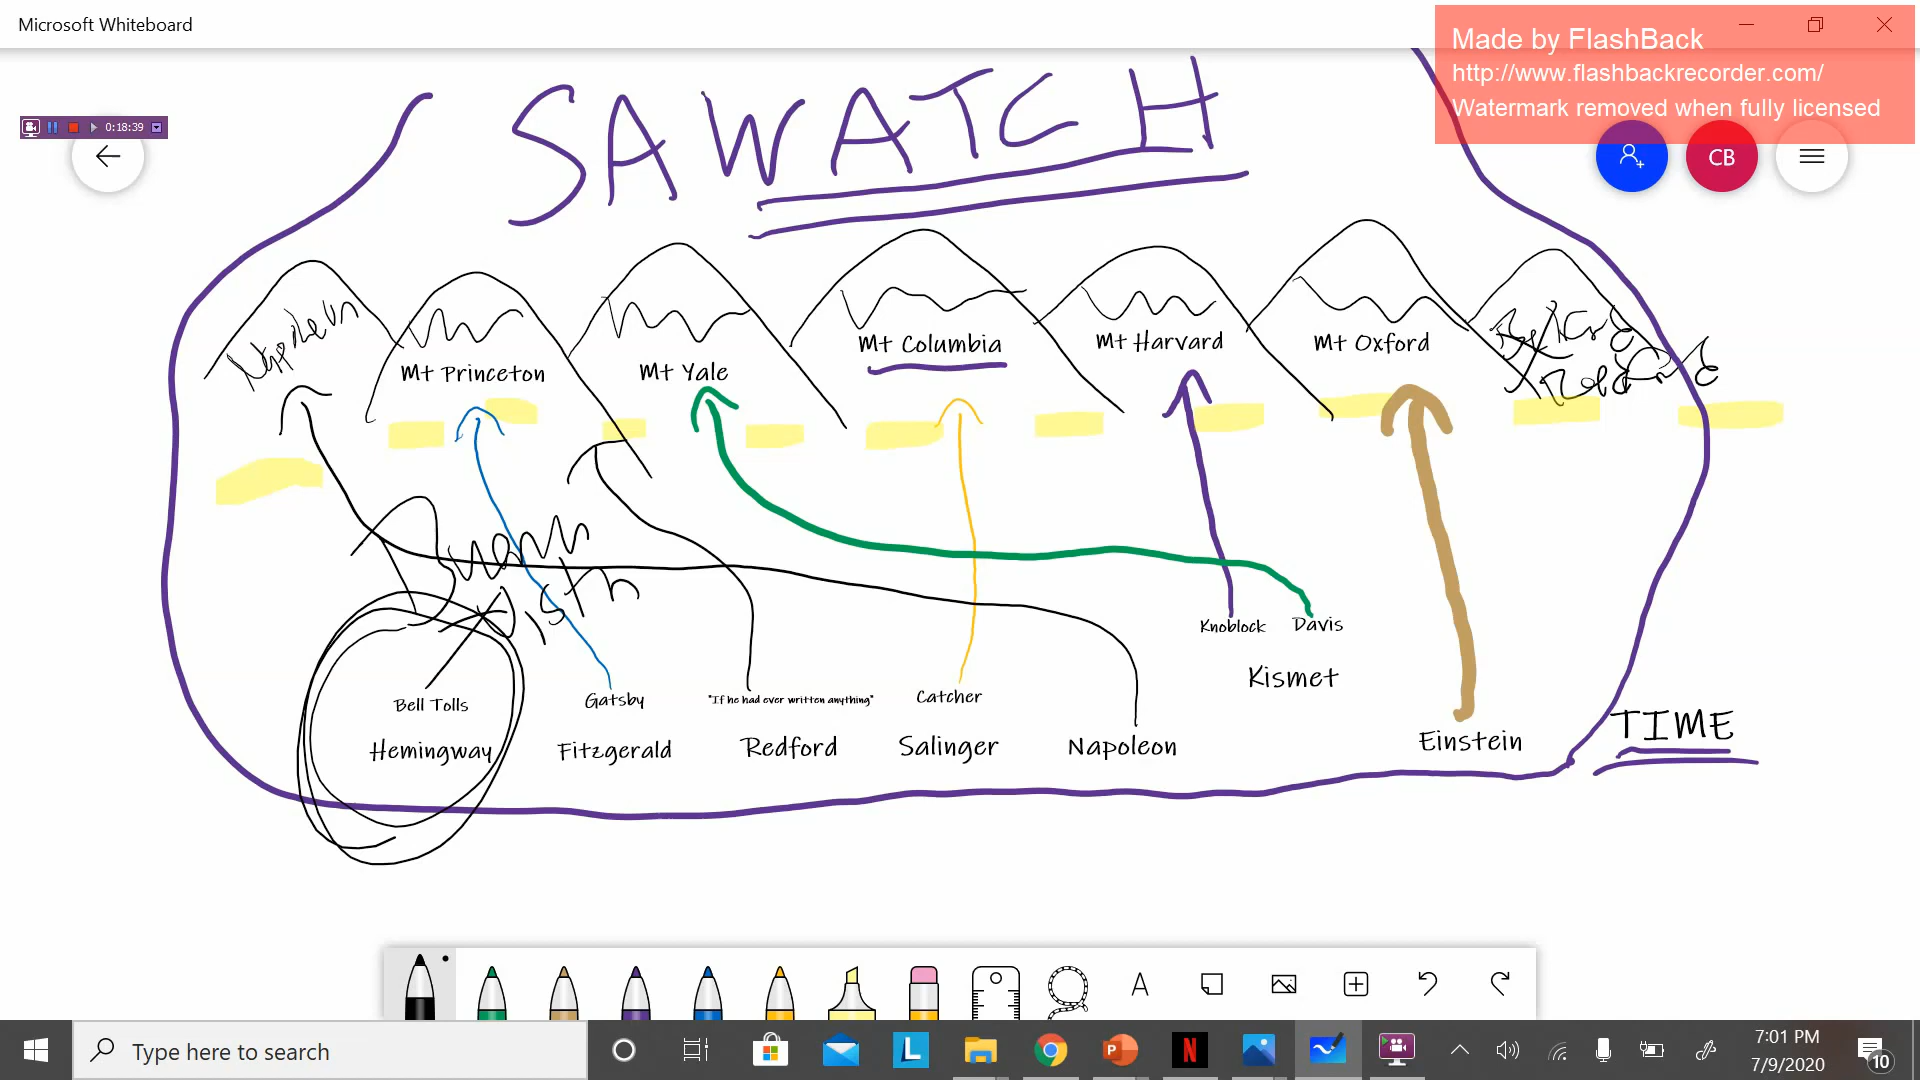 Microsoft Whiteboard
Made by FlashBack
http://www.flashbackrecorder.com/
Watermark removed when fully licensed
0:18:39
CB
SAWATCH
Napoleon
Mt Princeton
Mt Yale
Mt Columbia
Mt Harvard
Mt Oxford
Redford
Knoblock
Davis
Kismet
Bell Tolls
Gatsby
"If he had ever written anything"
Catcher
Hemingway
Fitzgerald
Redford
Salinger
Napoleon
Einstein
TIME
A
Type here to search
L
P
N
7:01 PM
7/9/2020
10